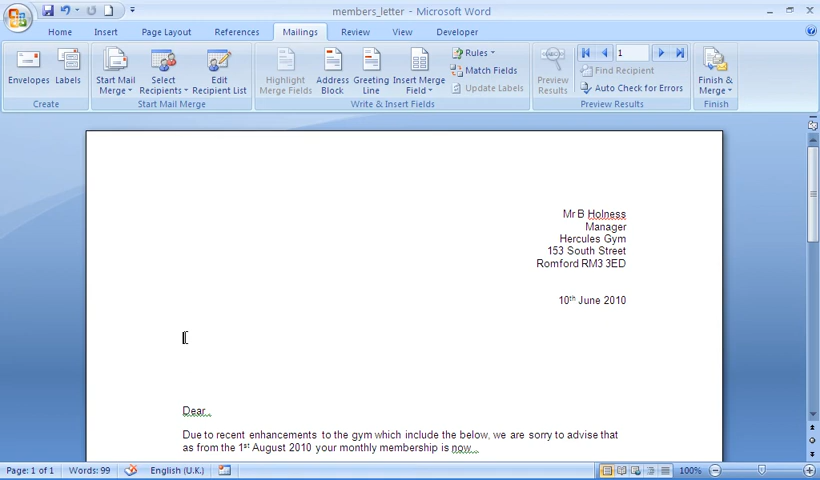 members_letter - Microsoft Word
Home Insert Page Layout References Mailings Review View Developer
Envelopes Labels
Create
Start Mail Merge
Select Recipients
Edit Recipient List
Start Mail Merge
Highlight Merge Fields
Address Block
Greeting Line
Insert Merge Field
Rules
Match Fields
Update Labels
Write & Insert Fields
Preview Results
1
Find Recipient
Auto Check for Errors
Preview Results
Finish & Merge
Finish
Mr B Holness
Manager
Hercules Gym
153 South Street
Romford RM3 3ED
10th June 2010
Dear..
Due to recent enhancements to the gym which include the below, we are sorry to advise that
as from the 1st August 2010 your monthly membership is now...
Page: 1 of 1 Words: 99 English (U.K.) 100%